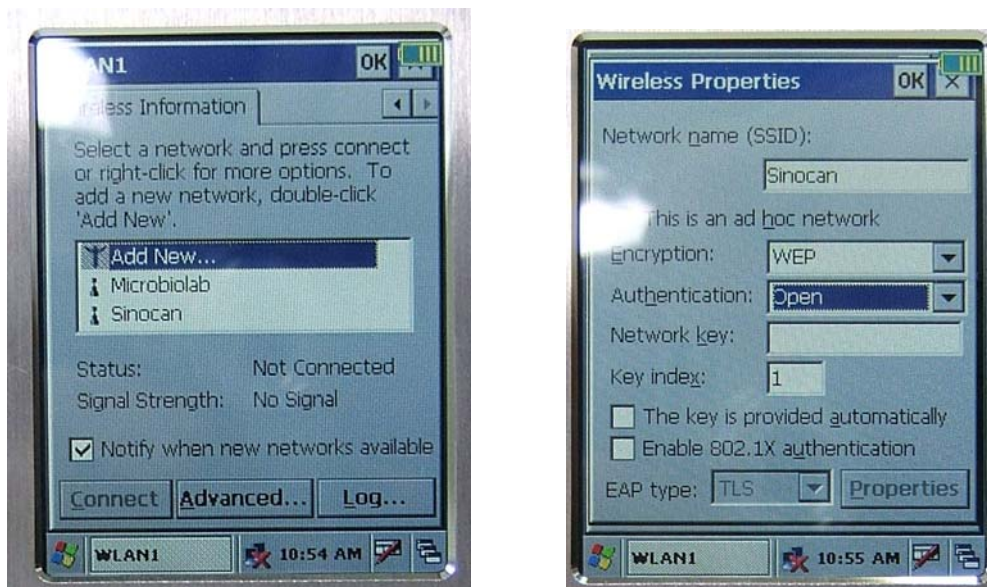 AN1 OK
less Information
Select a network and press connect
or right-click for more options. To
add a new network, double-click
'Add New'.
Add New...
Microbiolab
Sinocan
Status: Not Connected
Signal Strength: No Signal
Notify when new networks available
Connect Advanced... Log...
WLAN1 10:54 AM
Wireless Properties OK ×
Network name (SSID):
Sinocan
This is an ad hoc network
Encryption: WEP
Authentication: Open
Network key:
Key index: 1
The key is provided automatically
Enable 802.1X authentication
EAP type: TLS Properties
WLAN1 10:55 AM